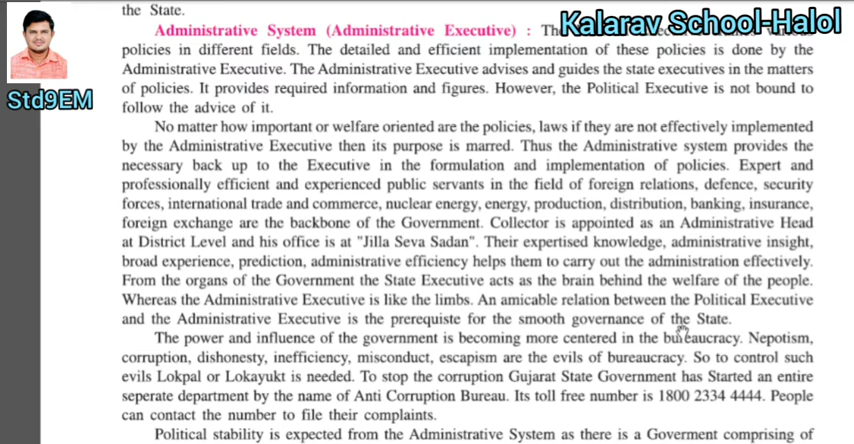 the State.
Kalarav School-Halol
Administrative System (Administrative Executive) :
policies in different fields. The detailed and efficient implementation of these policies is done by the
Administrative Executive. The Administrative Executive advises and guides the state executives in the matters
of policies. It provides required information and figures. However, the Political Executive is not bound to
follow the advice of it.
Std9EM
No matter how important or welfare oriented are the policies, laws if they are not effectively implemented
by the Administrative Executive then its purpose is marred. Thus the Administrative system provides the
necessary back up to the Executive in the formulation and implementation of policies. Expert and
professionally efficient and experienced public servants in the field of foreign relations, defence, security
forces, international trade and commerce, nuclear energy, energy, production, distribution, banking, insurance,
foreign exchange are the backbone of the Government. Collector is appointed as an Administrative Head
at District Level and his office is at "Jilla Seva Sadan". Their expertised knowledge, administrative insight,
broad experience, prediction, administrative efficiency helps them to carry out the administration effectively.
From the organs of the Government the State Executive acts as the brain behind the welfare of the people.
Whereas the Administrative Executive is like the limbs. An amicable relation between the Political Executive
and the Administrative Executive is the prerequiste for the smooth governance of the State.
The power and influence of the government is becoming more centered in the bureaucracy. Nepotism,
corruption, dishonesty, inefficiency, misconduct, escapism are the evils of bureaucracy. So to control such
evils Lokpal or Lokayukt is needed. To stop the corruption Gujarat State Government has Started an entire
seperate department by the name of Anti Corruption Bureau. Its toll free number is 1800 2334 4444. People
can contact the number to file their complaints.
Political stability is expected from the Administrative System as there is a Goverment comprising of